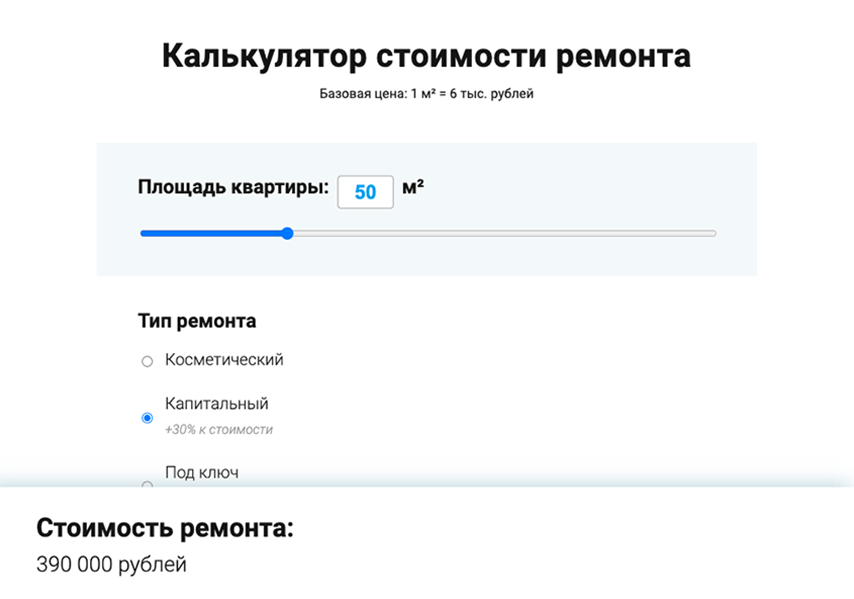 Калькулятор стоимости ремонта
Базовая цена: 1 м² = 6 тыс. рублей
Площадь квартиры: 50 м²
Тип ремонта
Косметический
Капитальный
+30% к стоимости
Под ключ
Стоимость ремонта:
390 000 рублей